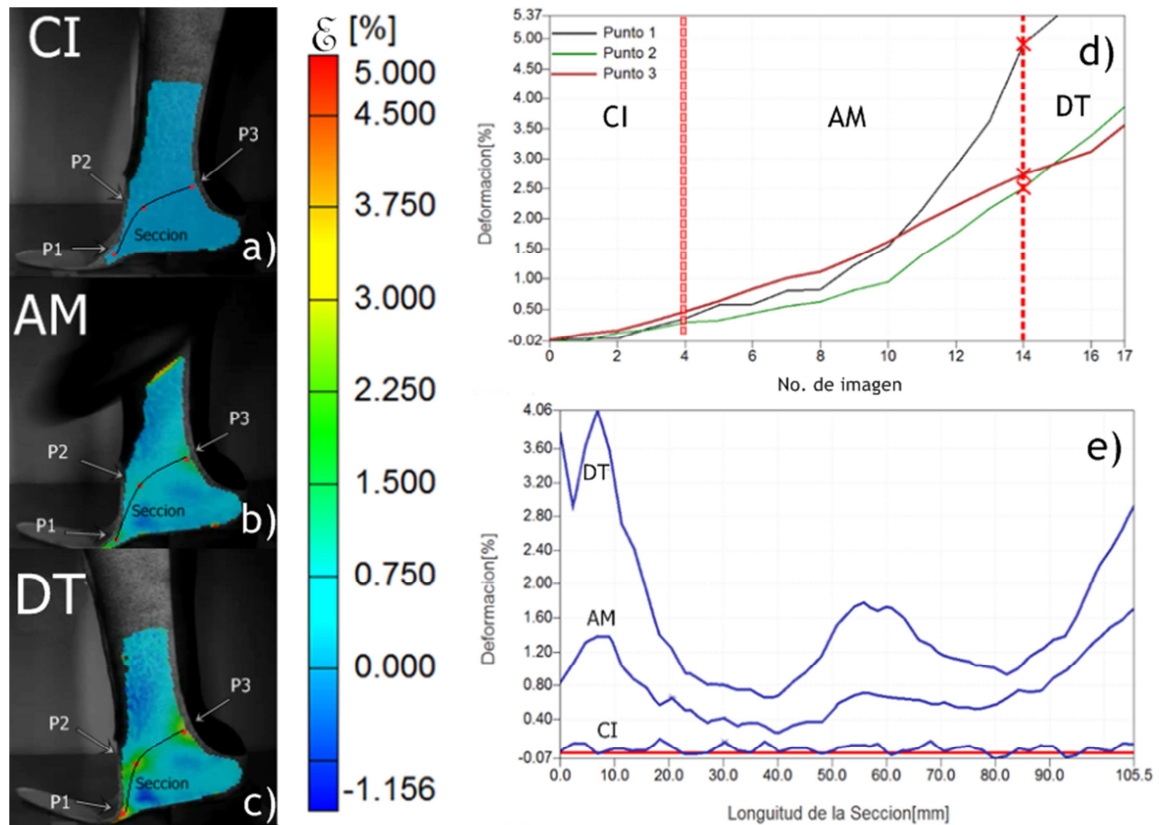 CI
P2
P3
P1
Seccion
a)
AM
P2
P3
P1
Seccion
b)
DT
P2
P3
P1
Seccion
c)
ℰ [%]
5.000
4.500
3.750
3.000
2.250
1.500
0.750
0.000
-1.156
5.37
5.00
4.50
4.00
3.50
3.00
2.50
2.00
1.50
1.00
0.50
-0.02
Deformacion[%]
Punto 1
Punto 2
Punto 3
d)
CI
AM
DT
0 2 4 6 8 10 12 14 16 17
No. de imagen
4.06
3.60
3.20
2.80
2.40
2.00
1.60
1.20
0.80
0.40
-0.07
Deformacion[%]
e)
DT
AM
CI
0.0 10.0 20.0 30.0 40.0 50.0 60.0 70.0 80.0 90.0 105.5
Longuitud de la Seccion[mm]